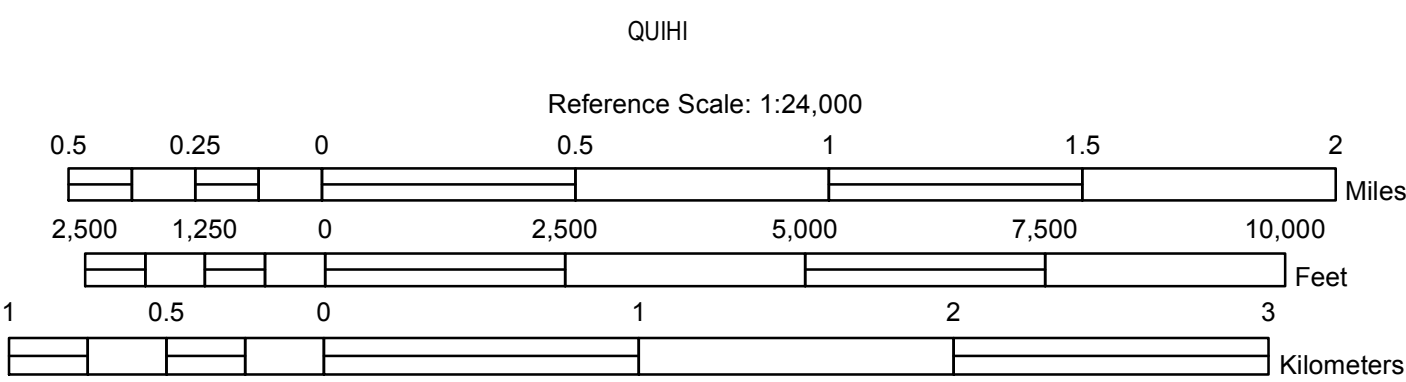 QUIHI
Reference Scale: 1:24,000
0.5 0.25 0 0.5 1 1.5 2
Miles
2,500 1,250 0 2,500 5,000 7,500 10,000
Feet
1 0.5 0 1 2 3
Kilometers